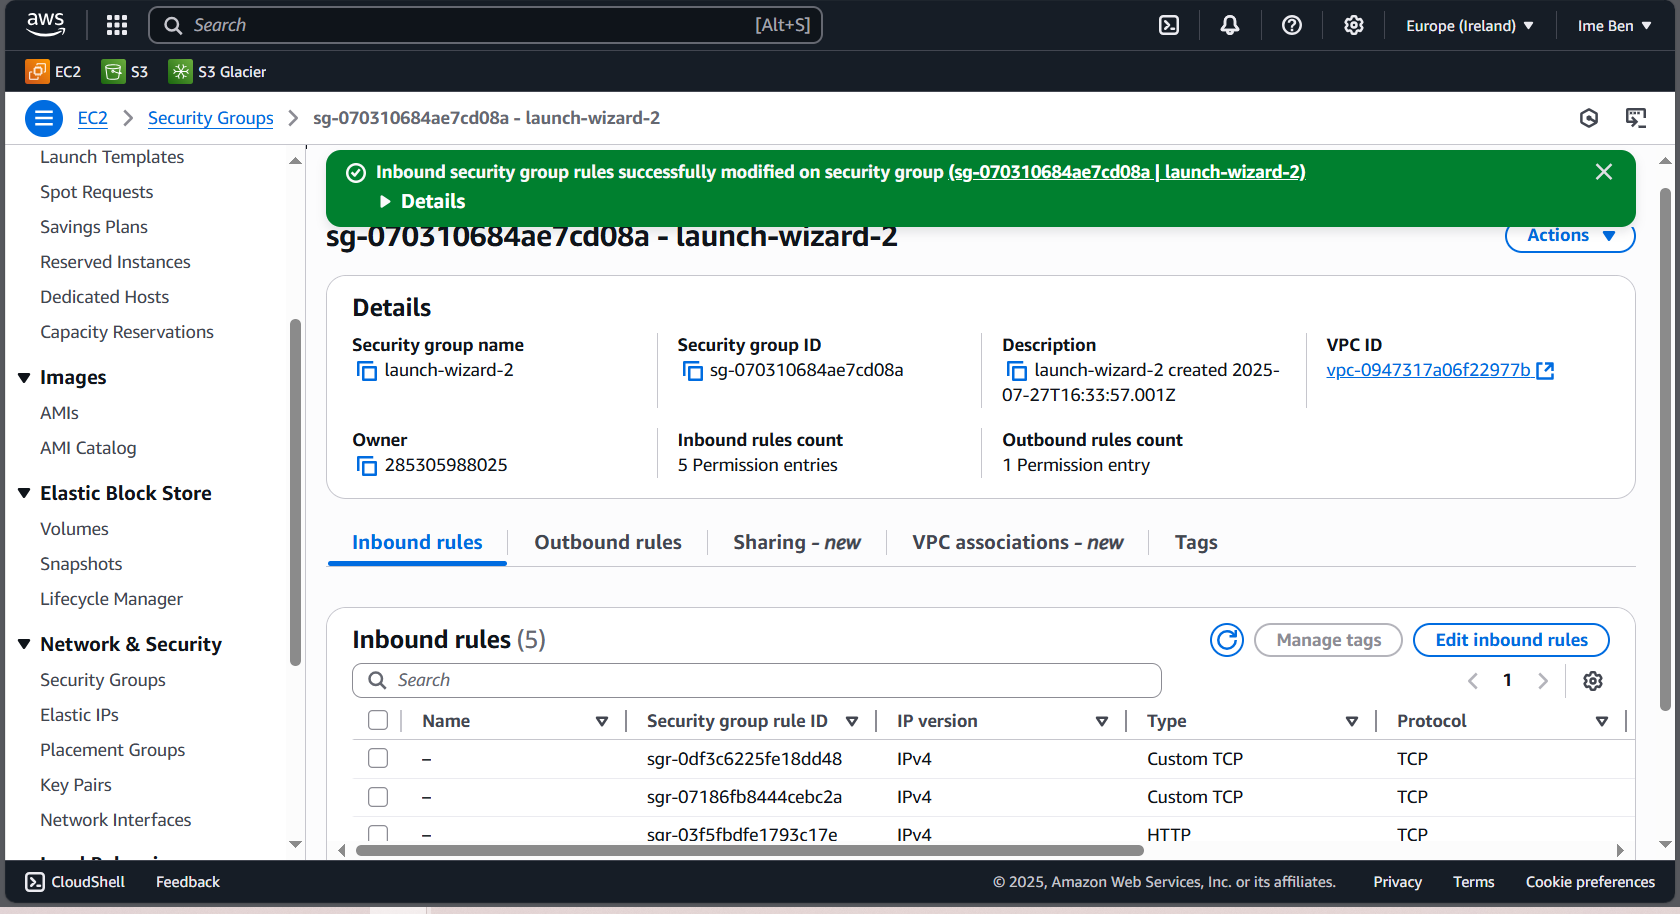 aws
Search [Alt+S]
Europe (Ireland)
Ime Ben
EC2
S3
S3 Glacier
EC2
Security Groups
sg-070310684ae7cd08a - launch-wizard-2
Launch Templates
Spot Requests
Savings Plans
Reserved Instances
Dedicated Hosts
Capacity Reservations
Images
AMIs
AMI Catalog
Elastic Block Store
Volumes
Snapshots
Lifecycle Manager
Network & Security
Security Groups
Elastic IPs
Placement Groups
Key Pairs
Network Interfaces
Inbound security group rules successfully modified on security group (sg-070310684ae7cd08a | launch-wizard-2)
Details
sg-070310684ae7cd08a - launch-wizard-2
Actions
Details
Security group name
launch-wizard-2
Security group ID
sg-070310684ae7cd08a
Description
launch-wizard-2 created 2025-
07-27T16:33:57.001Z
VPC ID
vpc-0947317a06f22977b
Owner
285305988025
Inbound rules count
5 Permission entries
Outbound rules count
1 Permission entry
Inbound rules
Outbound rules
Sharing - new
VPC associations - new
Tags
Inbound rules (5)
Manage tags
Edit inbound rules
Search
1
Name Security group rule ID IP version Type Protocol
– sgr-0df3c6225fe18dd48 IPv4 Custom TCP TCP
– sgr-07186fb8444cebc2a IPv4 Custom TCP TCP
– sgr-03f5fbdfe1793c17e IPv4 HTTP TCP
CloudShell
Feedback
© 2025, Amazon Web Services, Inc. or its affiliates.
Privacy
Terms
Cookie preferences